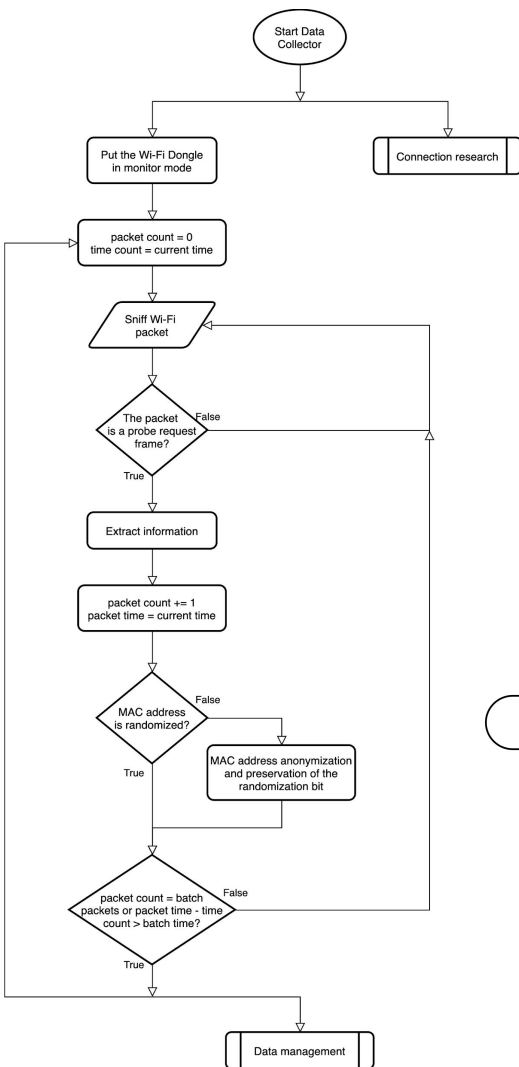 Start Data
Collector
Put the Wi-Fi Dongle
in monitor mode
Connection research
packet count = 0
time count = current time
Sniff Wi-Fi
packet
The packet
is a probe request
frame?
False
True
Extract information
packet count += 1
packet time = current time
MAC address
is randomized?
False
True
MAC address anonymization
and preservation of the
randomization bit
packet count = batch
packets or packet time - time
count > batch time?
False
True
Data management